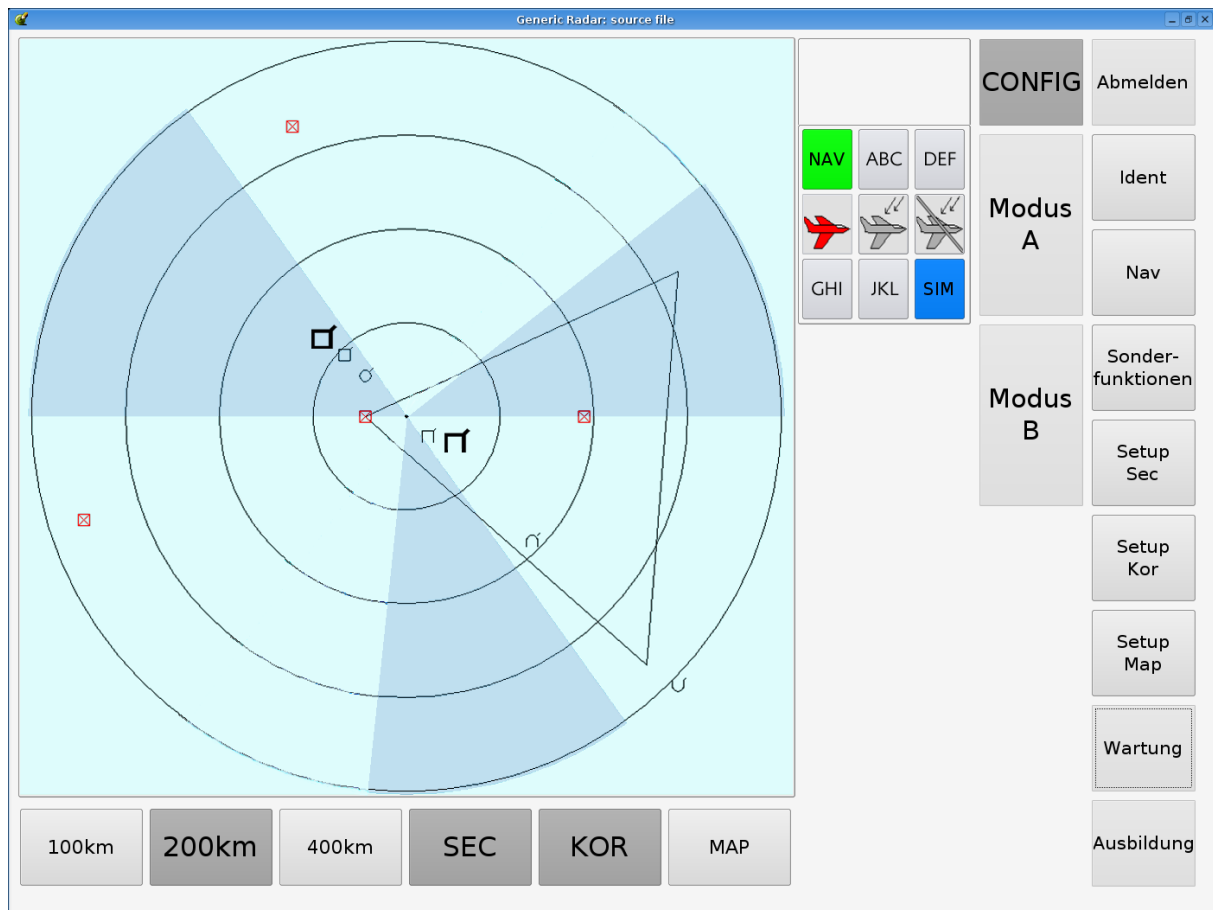 Generic Radar: source file
CONFIG
Abmelden
NAV
ABC
DEF
Modus
A
Ident
GHI
JKL
SIM
Nav
Modus
B
Sonder-
funktionen
Setup
Sec
Setup
Kor
Setup
Map
Wartung
100km
200km
400km
SEC
KOR
MAP
Ausbildung